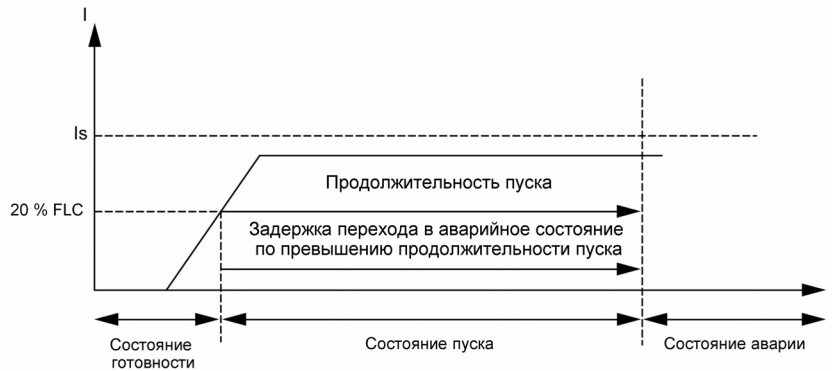 I
Is
Продолжительность пуска
20 % FLC
Задержка перехода в аварийное состояние
по превышению продолжительности пуска
Состояние
готовности
Состояние пуска
Состояние аварии